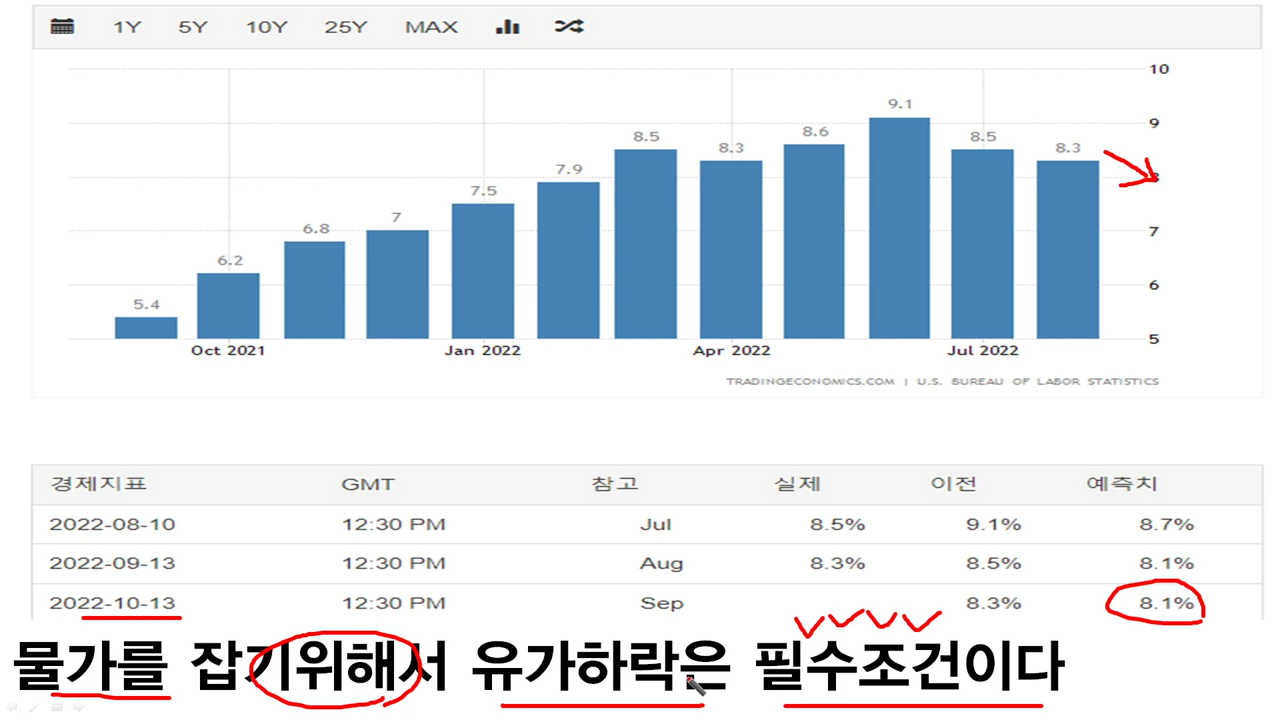 1Y 5Y 10Y 25Y MAX
10
9.1
9
8.6
8.5
8.5
8.3
8.3
7.9
7.5
7
7
6.8
6.2
6
5.4
5
Oct 2021 Jan 2022 Apr 2022 Jul 2022
TRADINGECONOMICS.COM | U.S. BUREAU OF LABOR STATISTICS
경제지표 GMT 참고 실제 이전 예측치
2022-08-10 12:30 PM Jul 8.5% 9.1% 8.7%
2022-09-13 12:30 PM Aug 8.3% 8.5% 8.1%
2022-10-13 12:30 PM Sep 8.3% 8.1%
물가를 잡기위해서 유가하락은 필수조건이다